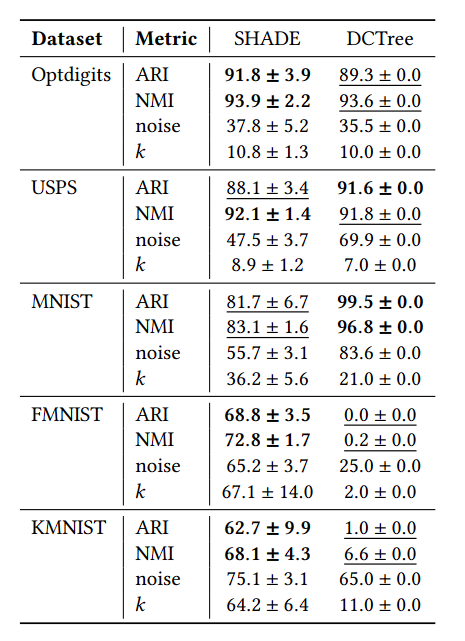 Dataset Metric SHADE DCTree
Optdigits ARI 91.8 ± 3.9 89.3 ± 0.0
NMI 93.9 ± 2.2 93.6 ± 0.0
noise 37.8 ± 5.2 35.5 ± 0.0
k 10.8 ± 1.3 10.0 ± 0.0
USPS ARI 88.1 ± 3.4 91.6 ± 0.0
NMI 92.1 ± 1.4 91.8 ± 0.0
noise 47.5 ± 3.7 69.9 ± 0.0
k 8.9 ± 1.2 7.0 ± 0.0
MNIST ARI 81.7 ± 6.7 99.5 ± 0.0
NMI 83.1 ± 1.6 96.8 ± 0.0
noise 55.7 ± 3.1 83.6 ± 0.0
k 36.2 ± 5.6 21.0 ± 0.0
FMNIST ARI 68.8 ± 3.5 0.0 ± 0.0
NMI 72.8 ± 1.7 0.2 ± 0.0
noise 65.2 ± 3.7 25.0 ± 0.0
k 67.1 ± 14.0 2.0 ± 0.0
KMNIST ARI 62.7 ± 9.9 1.0 ± 0.0
NMI 68.1 ± 4.3 6.6 ± 0.0
noise 75.1 ± 3.1 65.0 ± 0.0
k 64.2 ± 6.4 11.0 ± 0.0